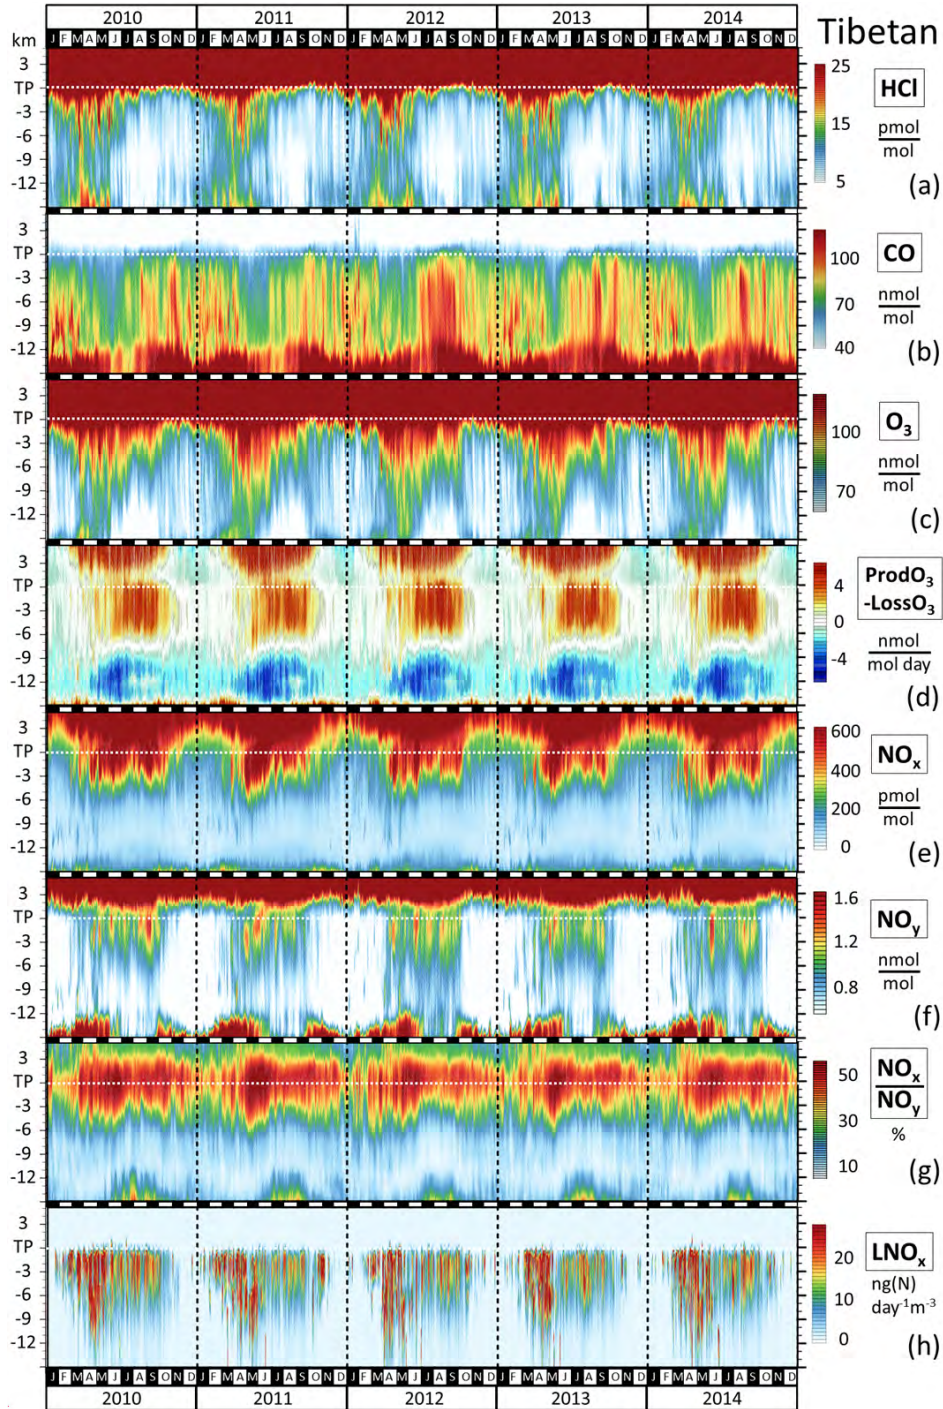 2010 2011 2012 2013 2014
Tibetan
km
J F M A M J J A S O N D J F M A M J J A S O N D J F M A M J J A S O N D J F M A M J J A S O N D J F M A M J J A S O N D
3
TP
-3
-6
-9
-12
25
15
5
HCl
pmol
mol
(a)
3
TP
-3
-6
-9
-12
100
70
40
CO
nmol
mol
(b)
3
TP
-3
-6
-9
-12
100
70
O₃
nmol
mol
(c)
3
TP
-3
-6
-9
-12
4
0
-4
ProdO₃
-LossO₃
nmol
mol day
(d)
3
TP
-3
-6
-9
-12
600
400
200
0
NOₓ
pmol
mol
(e)
3
TP
-3
-6
-9
-12
1.6
1.2
0.8
NOy
nmol
mol
(f)
3
TP
-3
-6
-9
-12
50
30
10
NOₓ
NOy
%
(g)
3
TP
-3
-6
-9
-12
20
10
0
LNOₓ
ng(N)
day⁻¹m⁻³
(h)
J F M A M J J A S O N D J F M A M J J A S O N D J F M A M J J A S O N D J F M A M J J A S O N D J F M A M J J A S O N D
2010 2011 2012 2013 2014